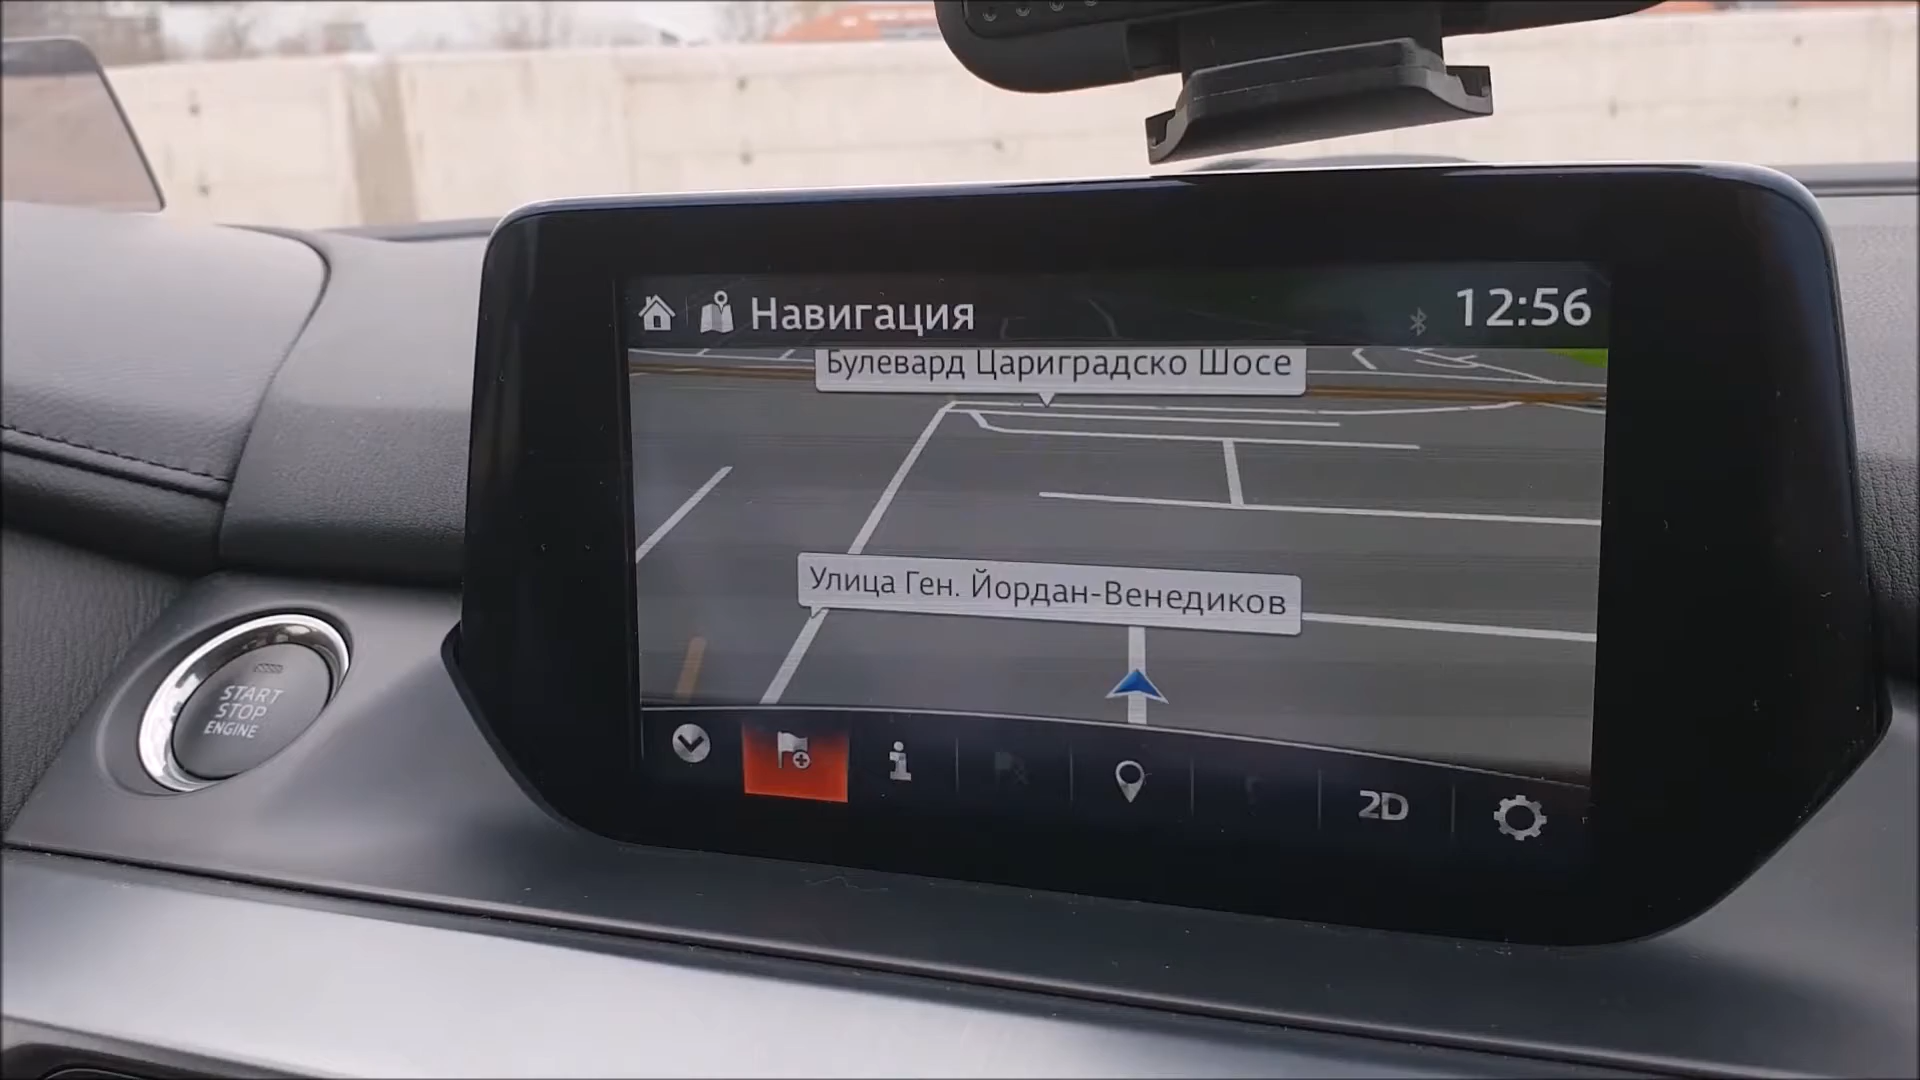 Навигация
12:56
Булевард Цариградско Шосе
Улица Ген. Йордан-Венедиков
START
STOP
ENGINE
2D